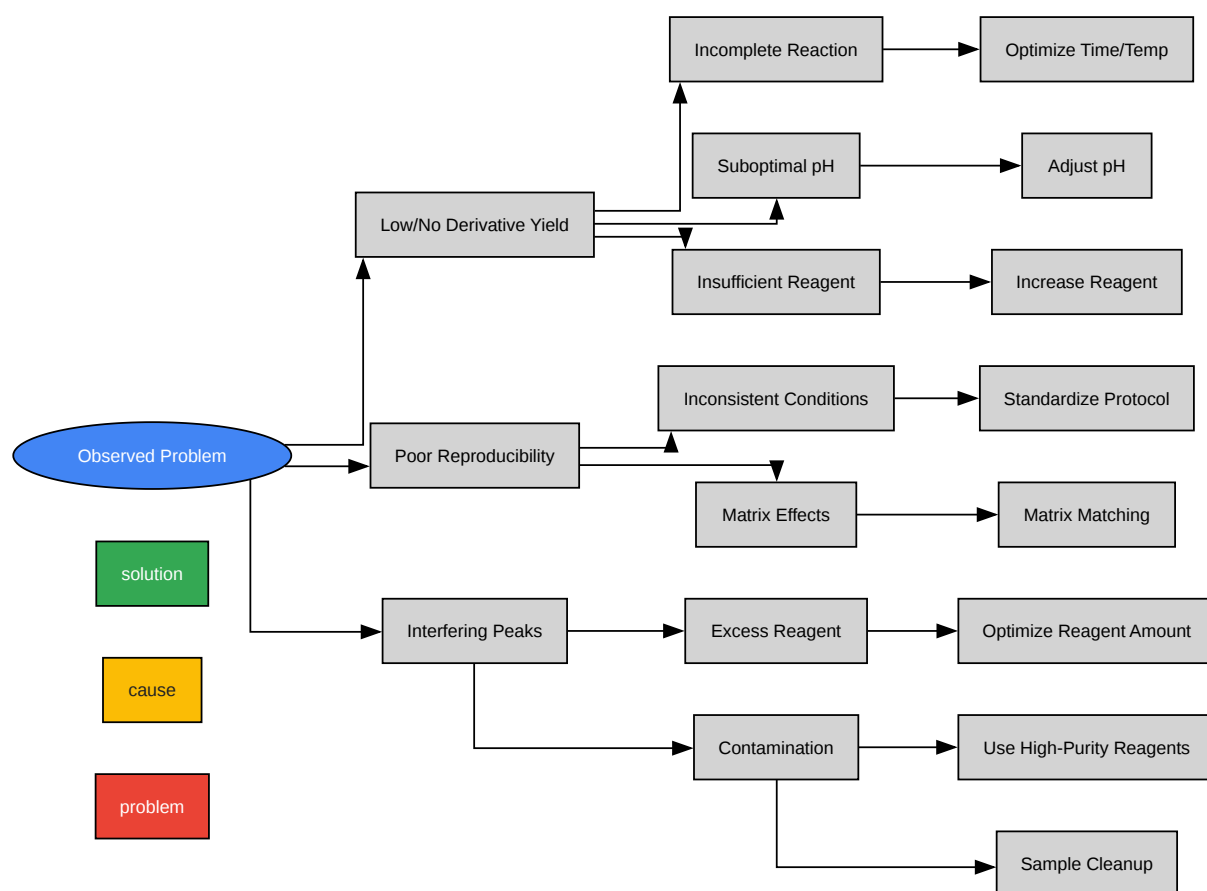 Incomplete Reaction
Optimize Time/Temp
Suboptimal pH
Adjust pH
Low/No Derivative Yield
Insufficient Reagent
Increase Reagent
Inconsistent Conditions
Standardize Protocol
Observed Problem
Poor Reproducibility
Matrix Effects
Matrix Matching
solution
Interfering Peaks
Excess Reagent
Optimize Reagent Amount
cause
Contamination
Use High-Purity Reagents
problem
Sample Cleanup